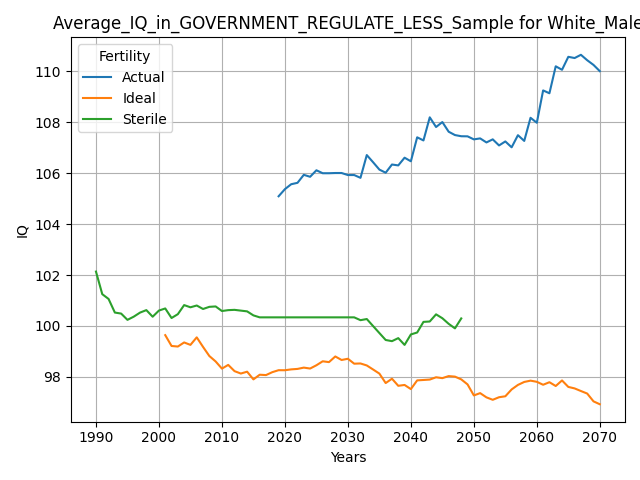 Average_IQ_in_GOVERNMENT_REGULATE_LESS_Sample for White_Male
Fertility
Actual
Ideal
Sterile
110
108
106
104
102
100
98
IQ
1990 2000 2010 2020 2030 2040 2050 2060 2070
Years